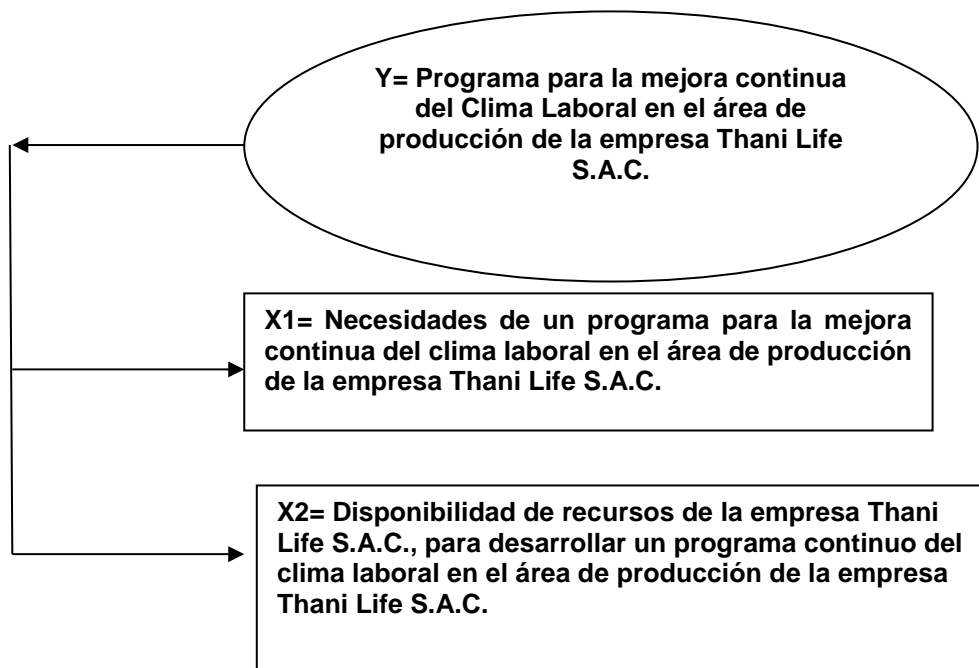 Y= Programa para la mejora continua
del Clima Laboral en el área de
producción de la empresa Thani Life
S.A.C.
X1= Necesidades de un programa para la mejora
continua del clima laboral en el área de producción
de la empresa Thani Life S.A.C.
X2= Disponibilidad de recursos de la empresa Thani
Life S.A.C., para desarrollar un programa continuo del
clima laboral en el área de producción de la empresa
Thani Life S.A.C.